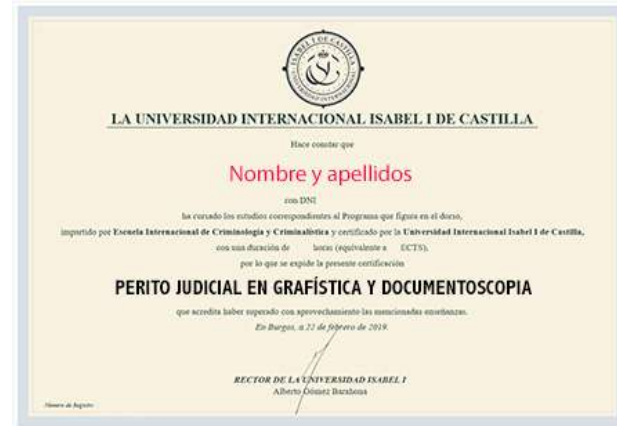 ISABEL I DE CASTILLA
UNIVERSIDAD INTERNACIONAL
LA UNIVERSIDAD INTERNACIONAL ISABEL I DE CASTILLA
Hace constar que
Nombre y apellidos
con DNI
ha cursado los estudios correspondientes al Programa que figura en el dorso,
impartido por Escuela Internacional de Criminología y Criminalística y certificado por la Universidad Internacional Isabel I de Castilla,
con una duración de horas (equivalente a ECTS),
por lo que se expide la presente certificación
PERITO JUDICIAL EN GRAFÍSTICA Y DOCUMENTOSCOPIA
que acredita haber superado con aprovechamiento las mencionadas enseñanzas.
En Burgos, a 22 de febrero de 2019.
RECTOR DE LA UNIVERSIDAD ISABEL I
Alberto Gómez Barahona
Número de Registro